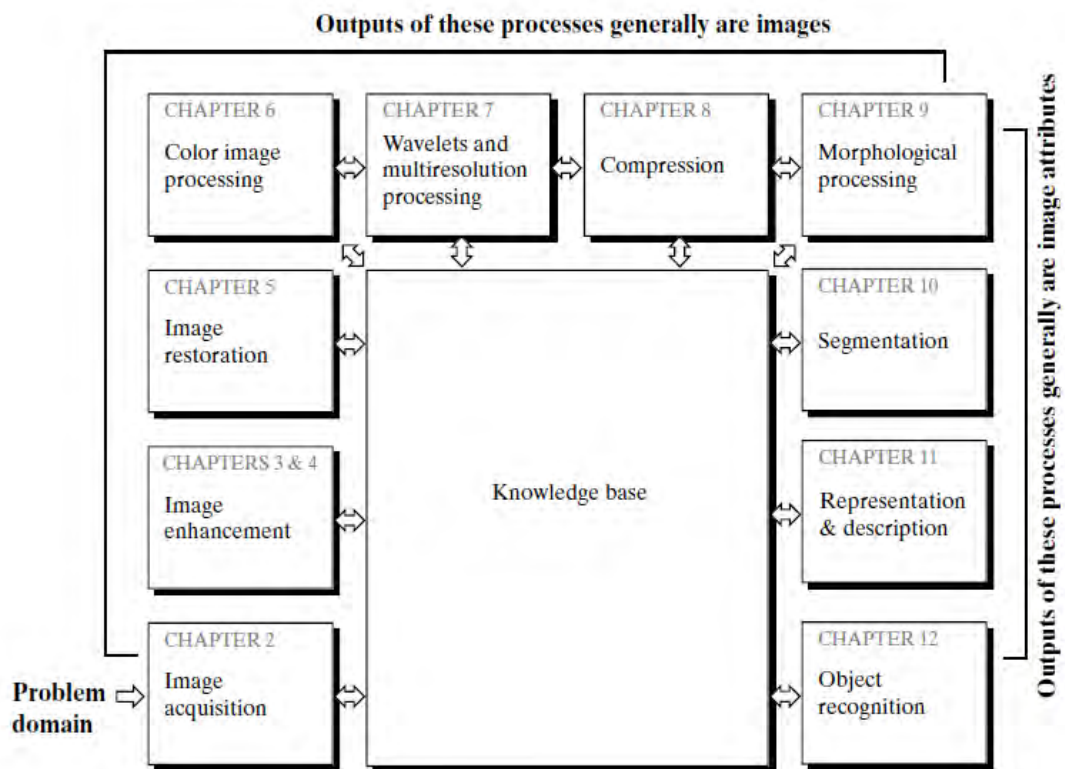 Outputs of these processes generally are images
CHAPTER 6
Color image
processing
CHAPTER 7
Wavelets and
multiresolution
processing
CHAPTER 8
Compression
CHAPTER 9
Morphological
processing
CHAPTER 5
Image
restoration
CHAPTER 10
Segmentation
CHAPTERS 3 & 4
Image
enhancement
Knowledge base
CHAPTER 11
Representation
& description
CHAPTER 2
Image
acquisition
CHAPTER 12
Object
recognition
Problem
domain
Outputs of these processes generally are image attributes